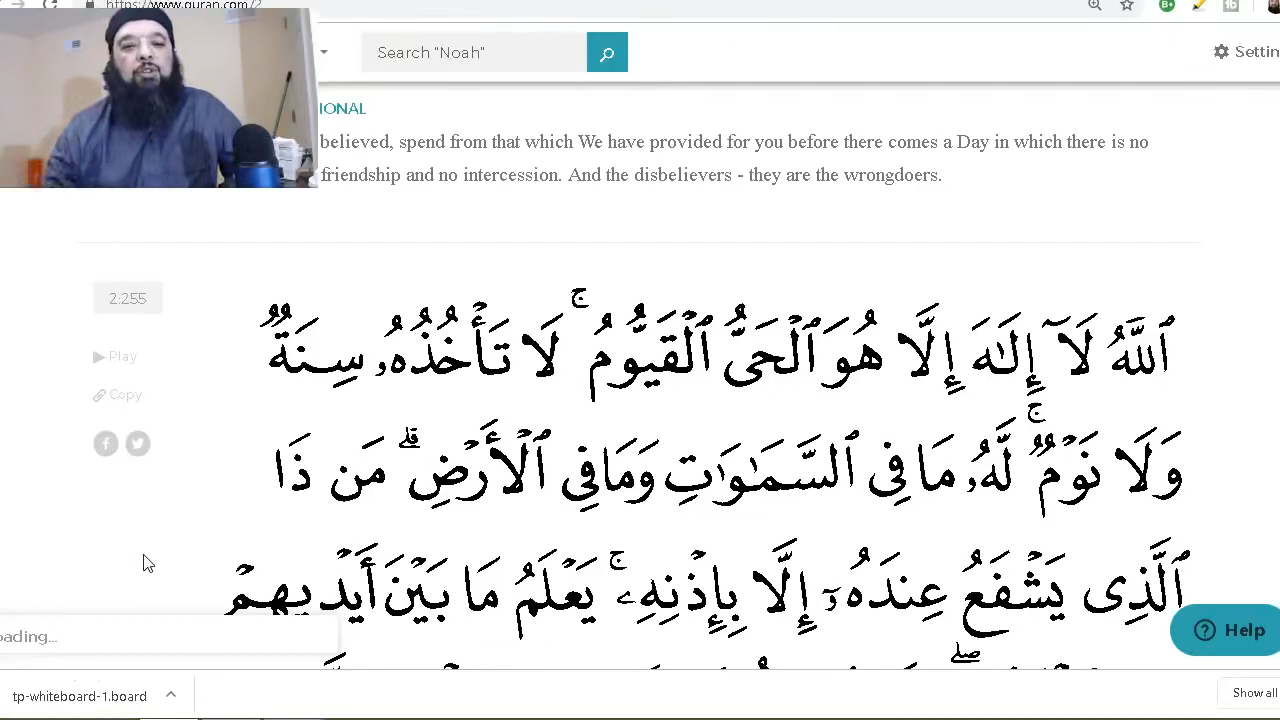 https://www.quran.com/2
Search "Noah"
IONAL
believed, spend from that which We have provided for you before there comes a Day in which there is no
friendship and no intercession. And the disbelievers - they are the wrongdoers.
2:255
ٱللَّهُ لَآ إِلَـٰهَ إِلَّا هُوَ ٱلْحَىُّ ٱلْقَيُّومُ ۚ لَا تَأْخُذُهُۥ سِنَةٌ
Play
Copy
وَلَا نَوْمٌ ۚ لَّهُۥ مَا فِى ٱلسَّمَـٰوَٰتِ وَمَا فِى ٱلْأَرْضِ ۗ مَن ذَا
ٱلَّذِى يَشْفَعُ عِندَهُۥٓ إِلَّا بِإِذْنِهِۦ ۚ يَعْلَمُ مَا بَيْنَ أَيْدِيهِمْ
Help
oading...
tp-whiteboard-1.board
Show all